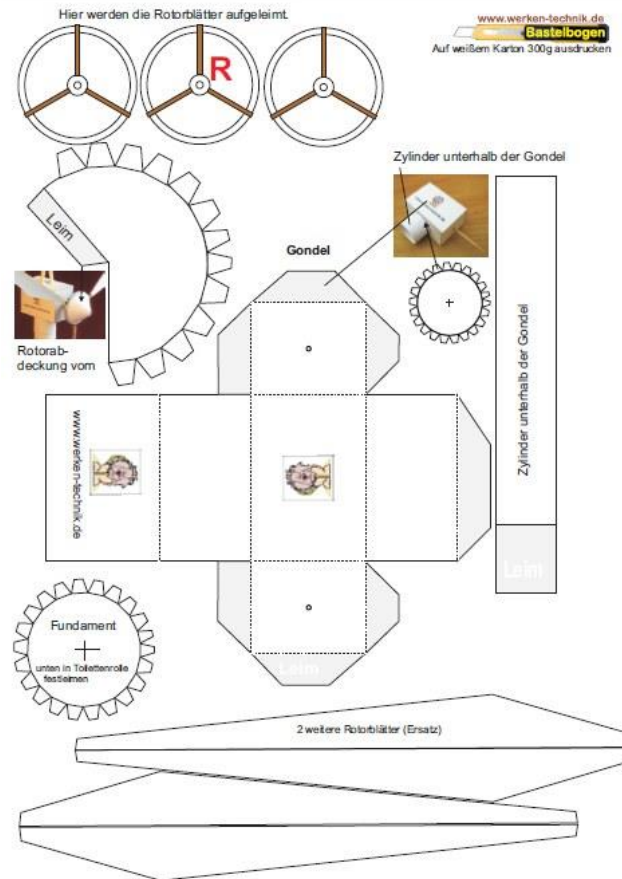 Hier werden die Rotorblätter aufgeleimt.
www.werken-technik.de
Bastelbogen
Auf weißem Karton 300g ausdrucken
R
Zylinder unterhalb der Gondel
Leim
Gondel
Rotorab-
deckung vorn
Zylinder unterhalb der Gondel
www.werken-technik.de
Leim
Fundament
unten in Toilettenrolle
festleimen
Leim
2 weitere Rotorblätter (Ersatz)